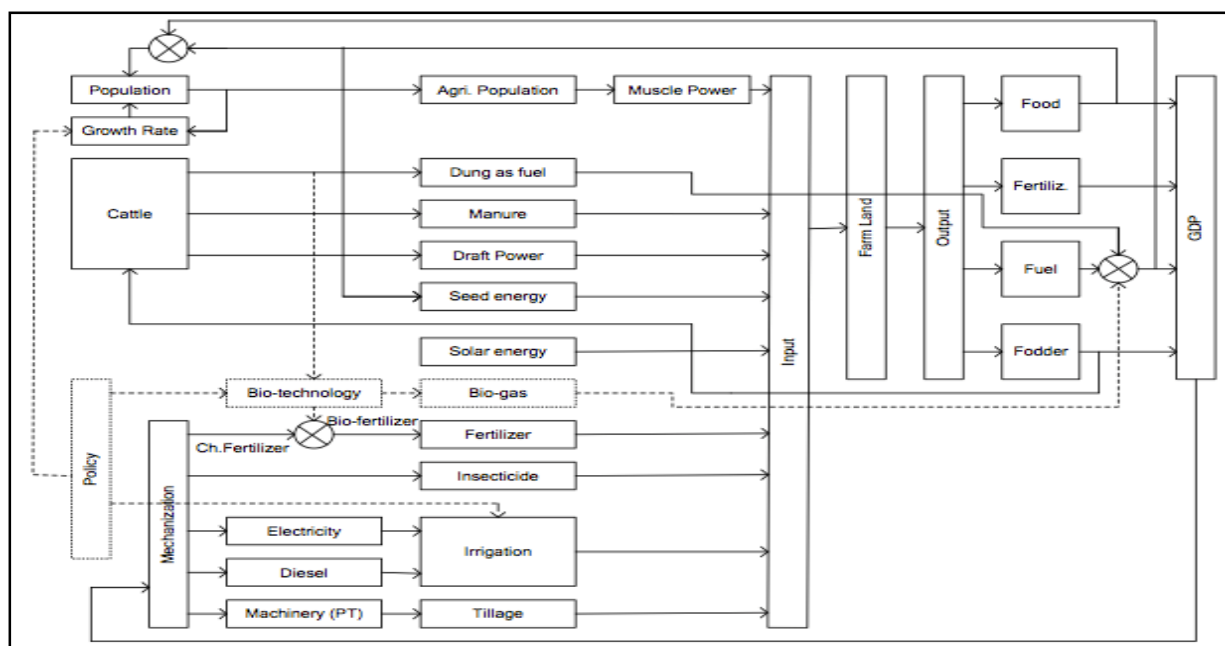 Population
Agri. Population
Muscle Power
Food
Growth Rate
Cattle
Dung as fuel
Fertiliz.
Manure
Draft Power
Fuel
Seed energy
Solar energy
Fodder
Input
Farm Land
Output
GDP
Bio-technology
Bio-gas
Bio-fertilizer
Ch.Fertilizer
Fertilizer
Policy
Mechanization
Insecticide
Electricity
Irrigation
Diesel
Machinery (PT)
Tillage